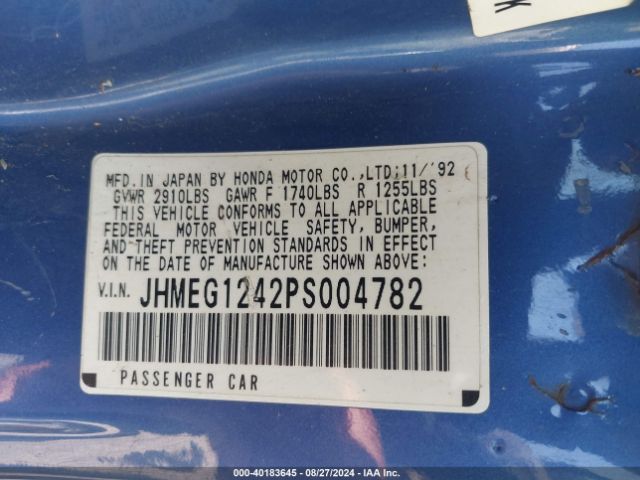 K
MFD.IN JAPAN BY HONDA MOTOR CO.,LTD;11/'92
GVWR 2910LBS GAWR F 1740LBS R 1255LBS
THIS VEHICLE CONFORMS TO ALL APPLICABLE
FEDERAL MOTOR VEHICLE SAFETY, BUMPER,
AND THEFT PREVENTION STANDARDS IN EFFECT
ON THE DATE OF MANUFACTURE SHOWN ABOVE:
V.I.N. JHMEG1242PS004782
PASSENGER CAR
000-40183645 - 08/27/2024 - IAA Inc.